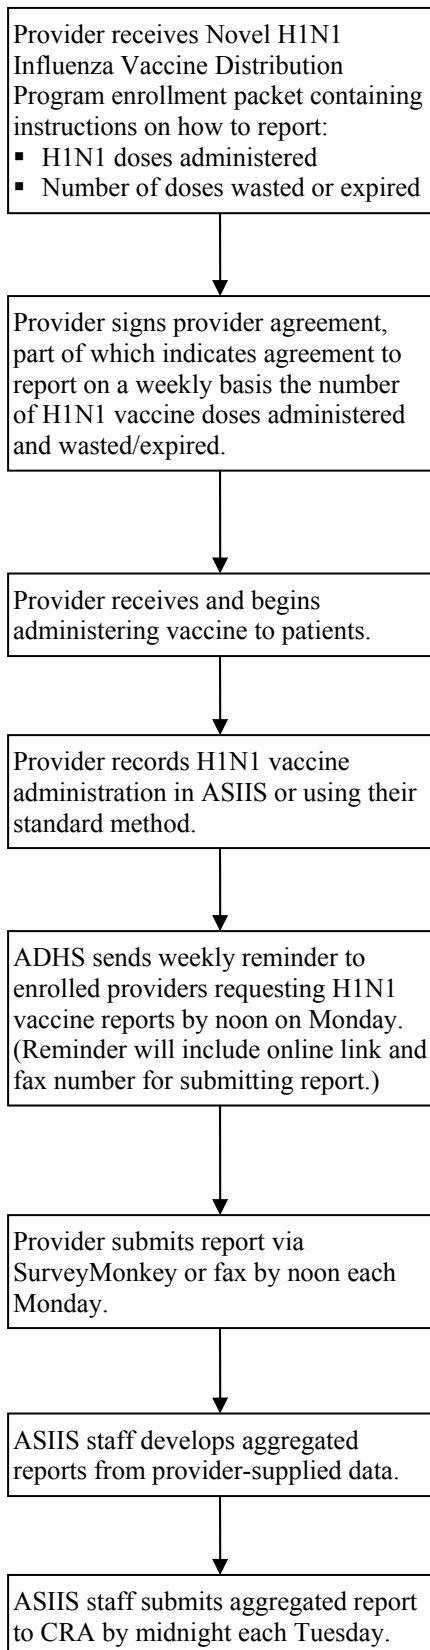 Provider receives Novel H1N1
Influenza Vaccine Distribution
Program enrollment packet containing
instructions on how to report:
▪ H1N1 doses administered
▪ Number of doses wasted or expired
Provider signs provider agreement,
part of which indicates agreement to
report on a weekly basis the number
of H1N1 vaccine doses administered
and wasted/expired.
Provider receives and begins
administering vaccine to patients.
Provider records H1N1 vaccine
administration in ASIIS or using their
standard method.
ADHS sends weekly reminder to
enrolled providers requesting H1N1
vaccine reports by noon on Monday.
(Reminder will include online link and
fax number for submitting report.)
Provider submits report via
SurveyMonkey or fax by noon each
Monday.
ASIIS staff develops aggregated
reports from provider-supplied data.
ASIIS staff submits aggregated report
to CRA by midnight each Tuesday.